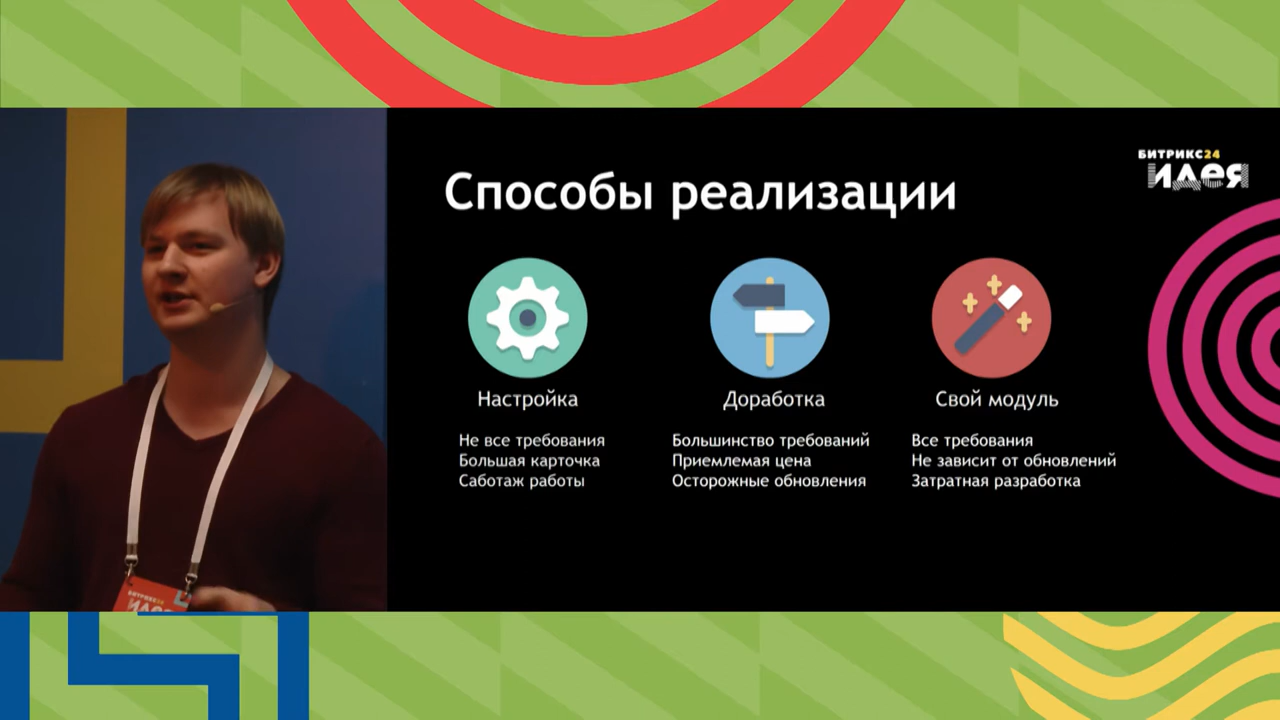 БИТРИКС24
идея
Способы реализации
Настройка
Не все требования
Большая карточка
Саботаж работы
Доработка
Большинство требований
Приемлемая цена
Осторожные обновления
Свой модуль
Все требования
Не зависит от обновлений
Затратная разработка
БИТРИКС24